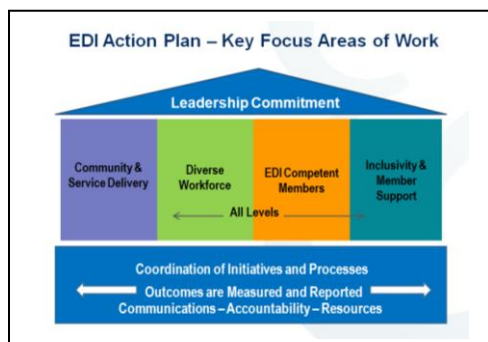 EDI Action Plan – Key Focus Areas of Work
Leadership Commitment
Community &
Service Delivery
Diverse
Workforce
EDI Competent
Members
Inclusivity &
Member
Support
All Levels
Coordination of Initiatives and Processes
Outcomes are Measured and Reported
Communications – Accountability – Resources